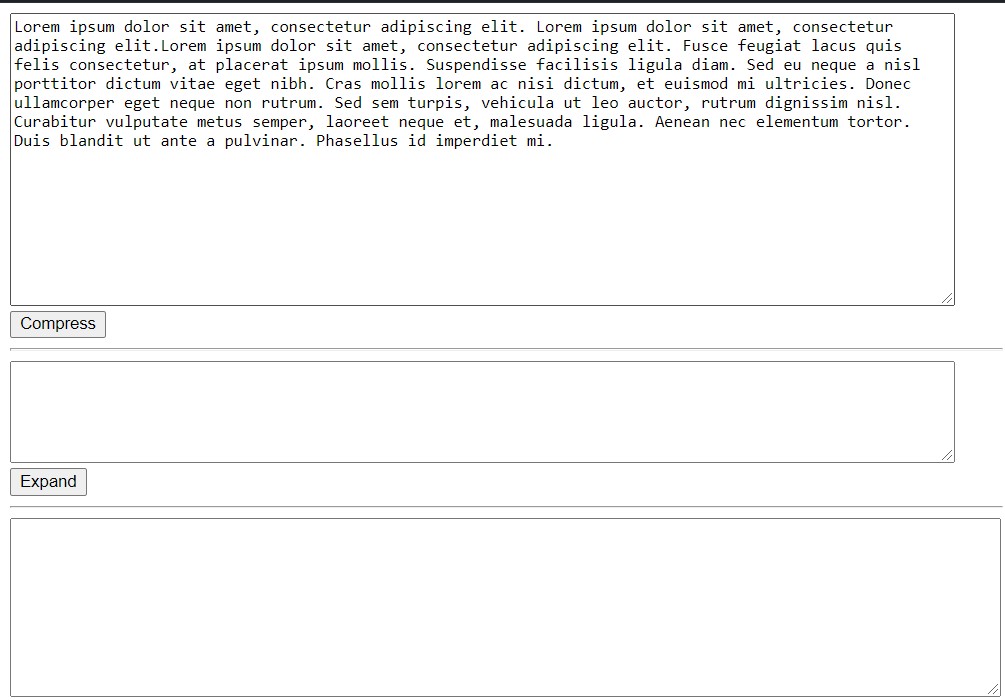 Lorem ipsum dolor sit amet, consectetur adipiscing elit. Lorem ipsum dolor sit amet, consectetur
adipiscing elit.Lorem ipsum dolor sit amet, consectetur adipiscing elit. Fusce feugiat lacus quis
felis consectetur, at placerat ipsum mollis. Suspendisse facilisis ligula diam. Sed eu neque a nisl
porttitor dictum vitae eget nibh. Cras mollis lorem ac nisi dictum, et euismod mi ultricies. Donec
ullamcorper eget neque non rutrum. Sed sem turpis, vehicula ut leo auctor, rutrum dignissim nisl.
Curabitur vulputate metus semper, laoreet neque et, malesuada ligula. Aenean nec elementum tortor.
Duis blandit ut ante a pulvinar. Phasellus id imperdiet mi.
Compress
Expand